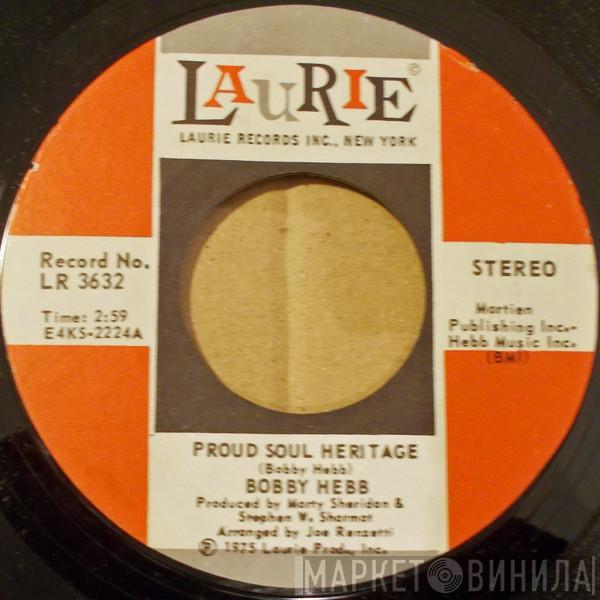 LAURIE ©
LAURIE RECORDS INC., NEW YORK
Record No.
LR 3632
Time: 2:59
E4KS-2224A
STEREO
Martien
Publishing Inc.-
Hebb Music Inc.
(BMI)
PROUD SOUL HERITAGE
(Bobby Hebb)
BOBBY HEBB
Produced by Marty Sheridan &
Stephen W. Sharmat
Arranged by Joe Renzetti
℗ 1975 Laurie Prod., Inc.
МАРКЕТ ВИНИЛА